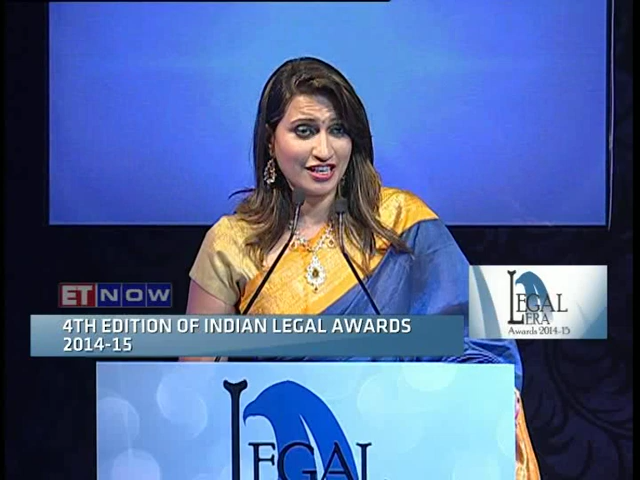 ET NOW
4TH EDITION OF INDIAN LEGAL AWARDS
2014-15
LEGAL
ERA
Awards 2014-15
LEGAL